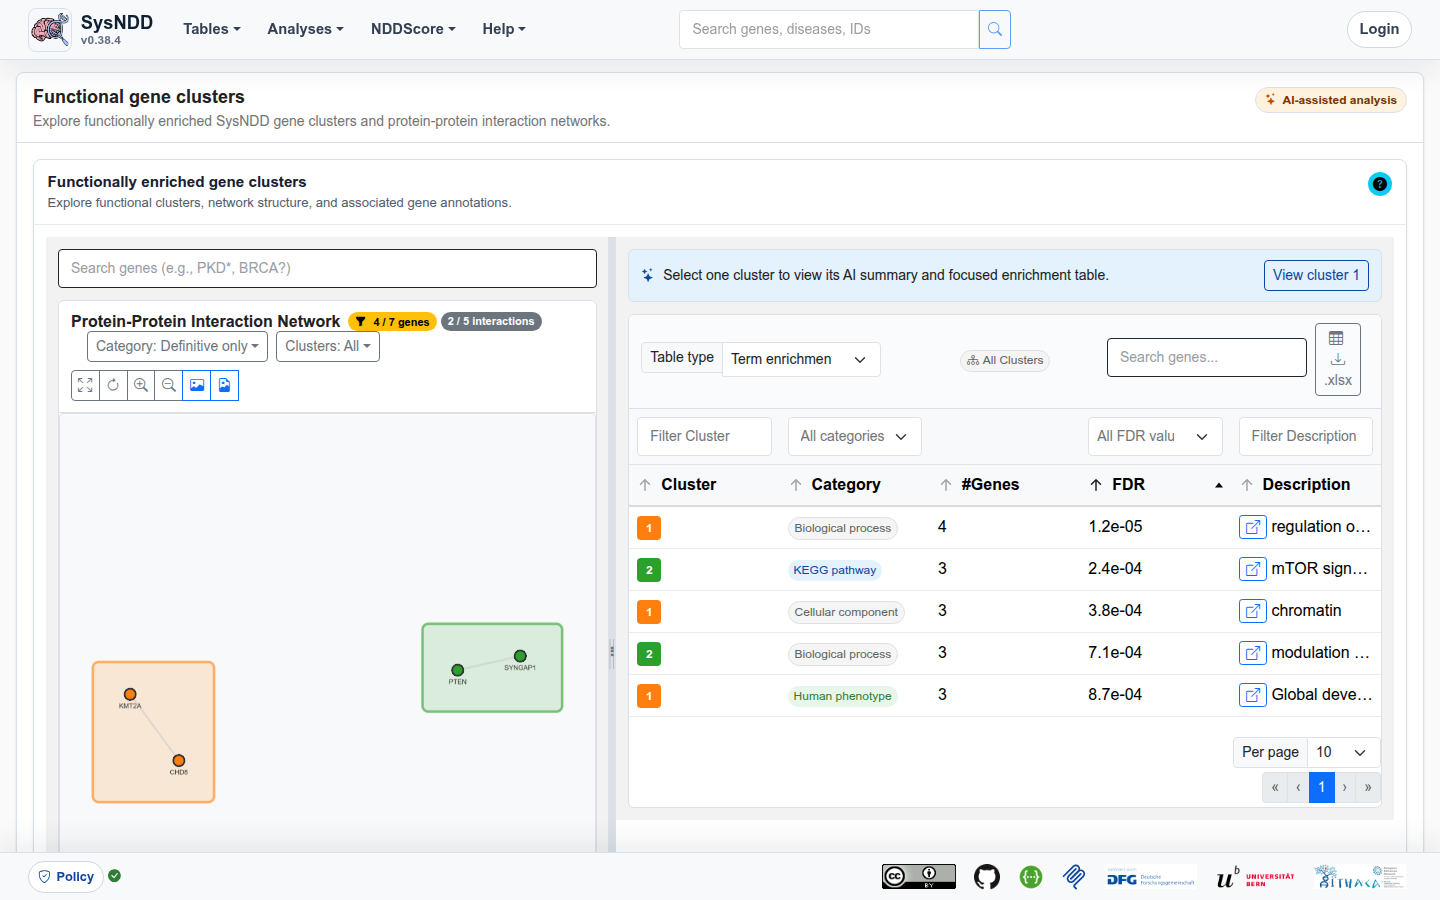 SysNDD
v0.38.4
Tables
Analyses
NDDScore
Help
Search genes, diseases, IDs
Login
Functional gene clusters
Explore functionally enriched SysNDD gene clusters and protein-protein interaction networks.
AI-assisted analysis
Functionally enriched gene clusters
Explore functional clusters, network structure, and associated gene annotations.
?
Search genes (e.g., PKD*, BRCA?)
Protein-Protein Interaction Network
4 / 7 genes
2 / 5 interactions
Category: Definitive only
Clusters: All
KMT2A
CHD8
PTEN
SYNGAP1
Select one cluster to view its AI summary and focused enrichment table.
View cluster 1
Table type
Term enrichmen
All Clusters
Search genes...
.xlsx
Filter Cluster
All categories
All FDR valu
Filter Description
Cluster Category #Genes FDR Description
1 Biological process 4 1.2e-05 regulation o…
2 KEGG pathway 3 2.4e-04 mTOR sign…
1 Cellular component 3 3.8e-04 chromatin
2 Biological process 3 7.1e-04 modulation …
1 Human phenotype 3 8.7e-04 Global deve…
Per page 10
« ‹ 1 › »
Policy
CC BY
DFG Deutsche Forschungsgemeinschaft
u b UNIVERSITÄT BERN
ITHACA